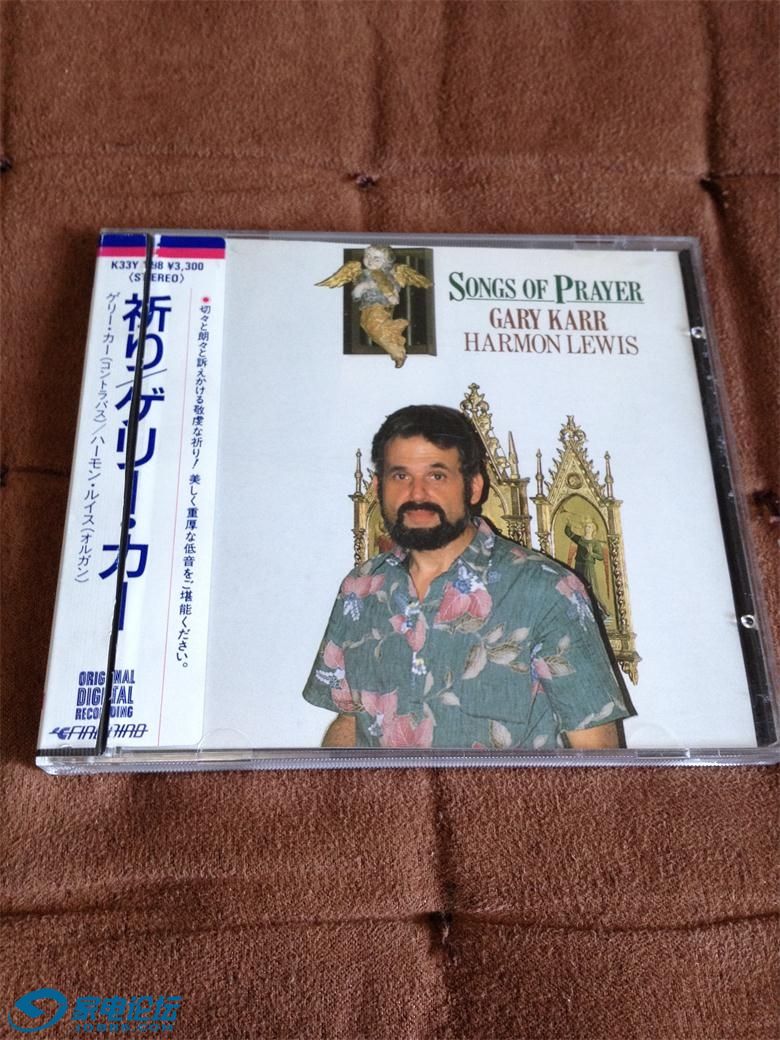 K33Y 198 ¥3,300
〈STEREO〉
祈り/ゲリー・カー
ゲリー・カー(コントラバス)/ハーモン・ルイス(オルガン)
●切々と朗々と訴えかける敬虔な祈り! 美しく重厚な低音をご堪能ください。
ORIGINAL
DIGITAL
RECORDING
FIREBIRD
SONGS OF PRAYER
GARY KARR
HARMON LEWIS
家电论坛
JDBBS.COM